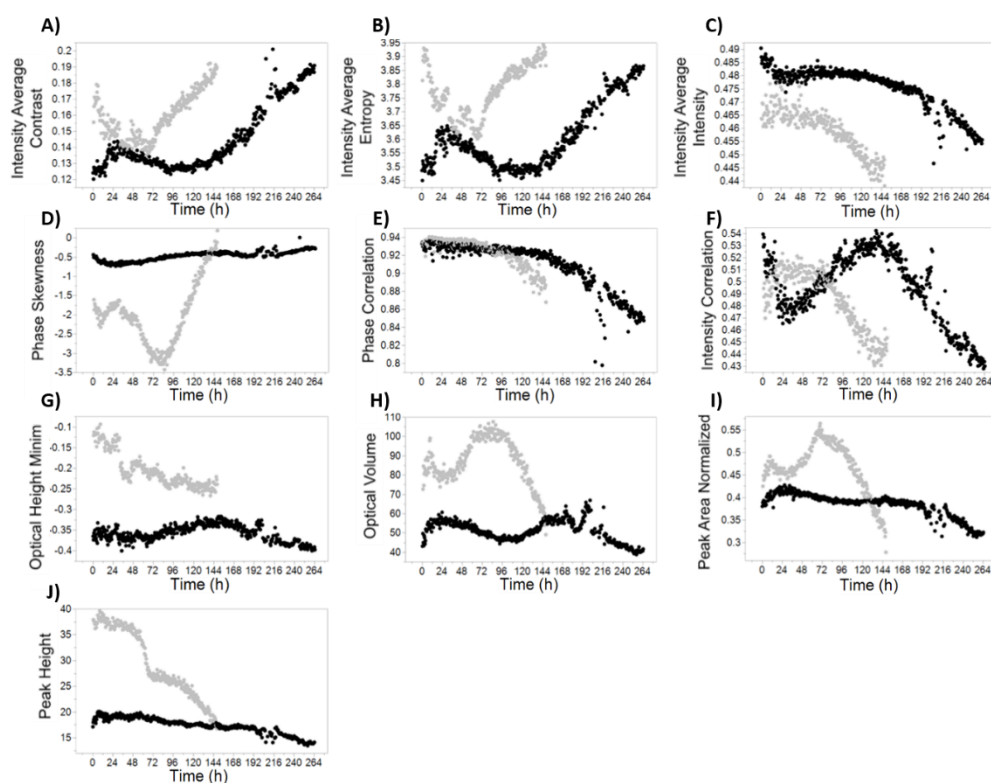 A)
Intensity Average
Contrast
0.2
0.19
0.18
0.17
0.16
0.15
0.14
0.13
0.12
0 24 48 72 96 120 144 168 192 216 240 264
Time (h)
B)
Intensity Average
Entropy
3.95
3.9
3.85
3.8
3.75
3.7
3.65
3.6
3.55
3.5
3.45
0 24 48 72 96 120 144 168 192 216 240 264
Time (h)
C)
Intensity Average
Intensity
0.49
0.485
0.48
0.475
0.47
0.465
0.46
0.455
0.45
0.445
0.44
0 24 48 72 96 120 144 168 192 216 240 264
Time (h)
D)
Phase Skewness
0
-0.5
-1
-1.5
-2
-2.5
-3
-3.5
0 24 48 72 96 120 144 168 192 216 240 264
Time (h)
E)
Phase Correlation
0.94
0.92
0.9
0.88
0.86
0.84
0.82
0.8
0 24 48 72 96 120 144 168 192 216 240 264
Time (h)
F)
Intensity Correlation
0.54
0.53
0.52
0.51
0.5
0.49
0.48
0.47
0.46
0.45
0.44
0.43
0 24 48 72 96 120 144 168 192 216 240 264
Time (h)
G)
Optical Height Minim
-0.1
-0.15
-0.2
-0.25
-0.3
-0.35
-0.4
0 24 48 72 96 120 144 168 192 216 240 264
Time (h)
H)
Optical Volume
110
100
90
80
70
60
50
40
0 24 48 72 96 120 144 168 192 216 240 264
Time (h)
I)
Peak Area Normalized
0.55
0.5
0.45
0.4
0.35
0.3
0 24 48 72 96 120 144 168 192 216 240 264
Time (h)
J)
Peak Height
40
35
30
25
20
15
0 24 48 72 96 120 144 168 192 216 240 264
Time (h)